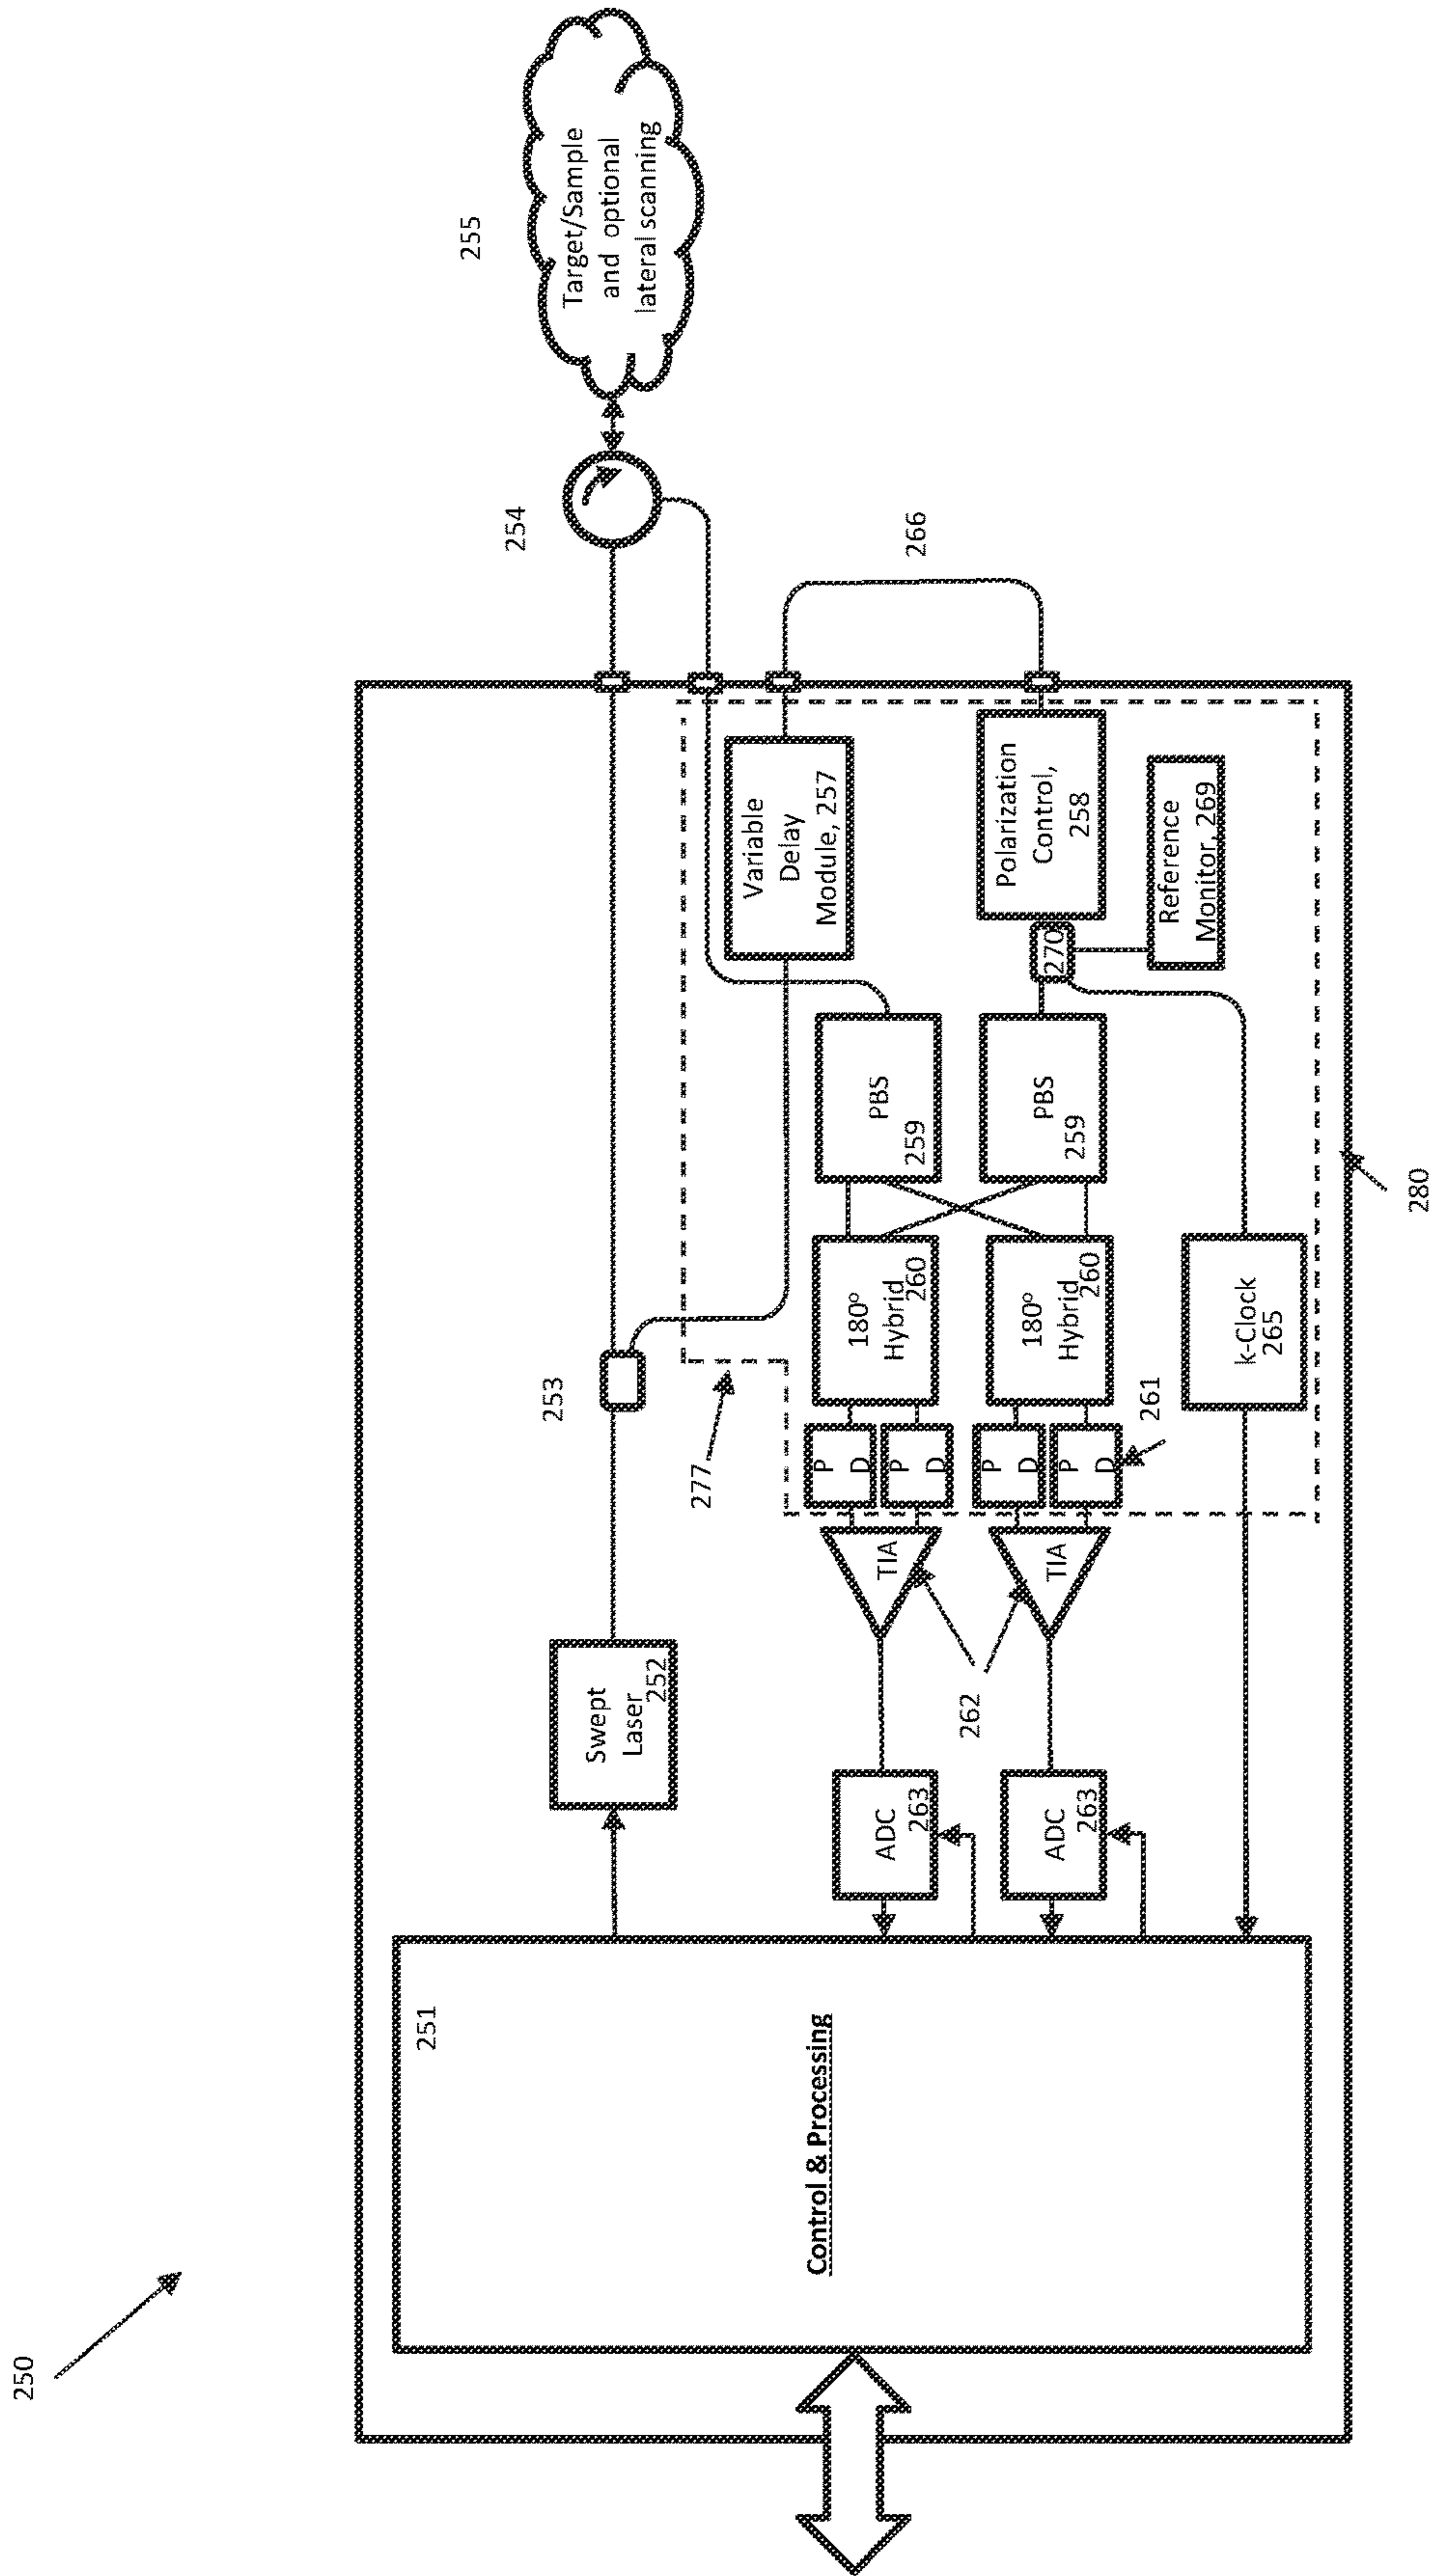 250
251
Control & Processing
Swept
Laser
252
253
254
255
Target/Sample
and optional
lateral scanning
277
Variable
Delay
Module, 257
266
Polarization
Control,
258
270
Reference
Monitor, 269
PBS
259
PBS
259
180º
Hybrid
260
180º
Hybrid
260
P
D
P
D
P
D
P
D
261
TIA
TIA
262
ADC
263
ADC
263
k-Clock
265
280